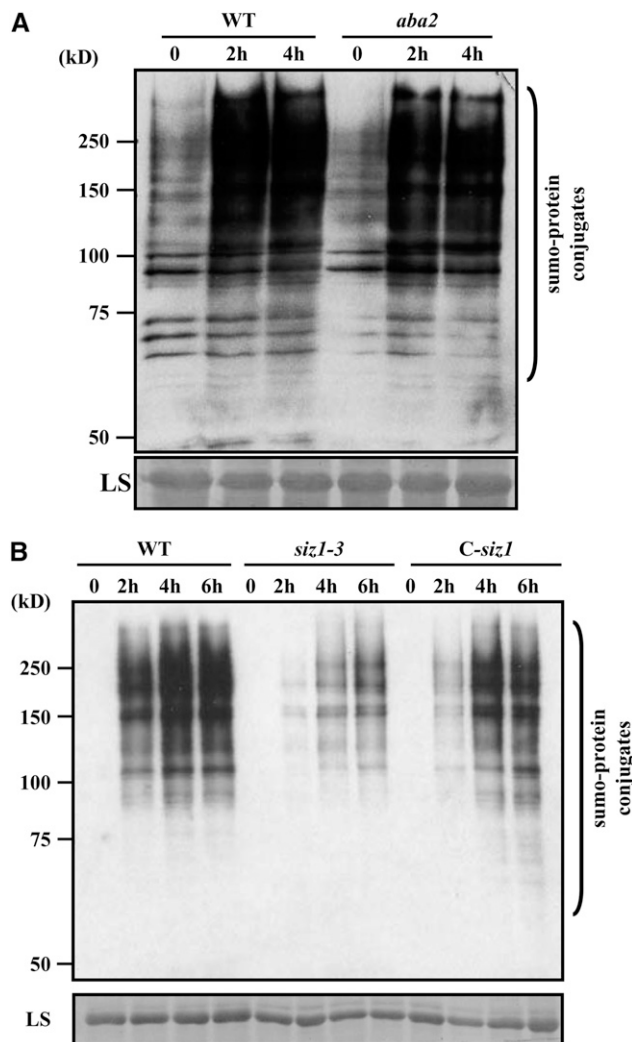 A
WT aba2
(kD) 0 2h 4h 0 2h 4h
250
150
100
75
50
sumo-protein
conjugates
LS
B
WT siz1-3 C-siz1
0 2h 4h 6h 0 2h 4h 6h 0 2h 4h 6h
(kD)
250
150
100
75
50
sumo-protein
conjugates
LS